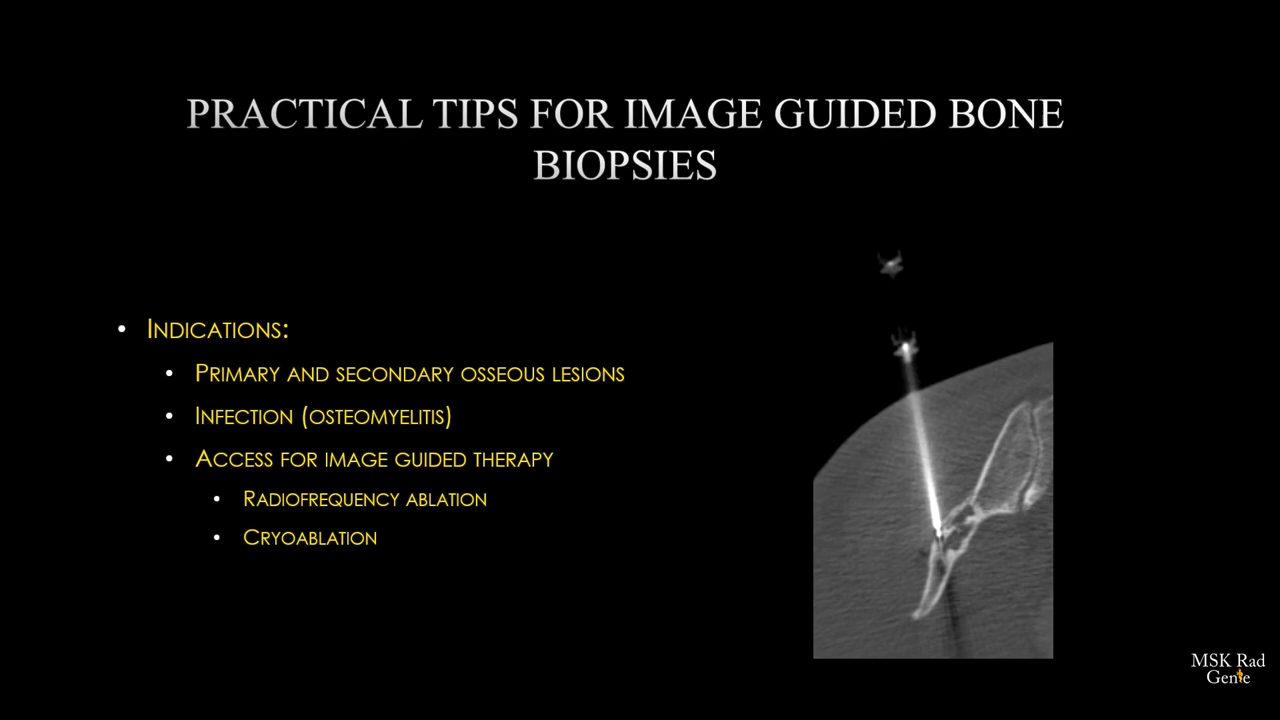 PRACTICAL TIPS FOR IMAGE GUIDED BONE
BIOPSIES
• INDICATIONS:
• PRIMARY AND SECONDARY OSSEOUS LESIONS
• INFECTION (OSTEOMYELITIS)
• ACCESS FOR IMAGE GUIDED THERAPY
• RADIOFREQUENCY ABLATION
• CRYOABLATION
MSK Rad
Genie